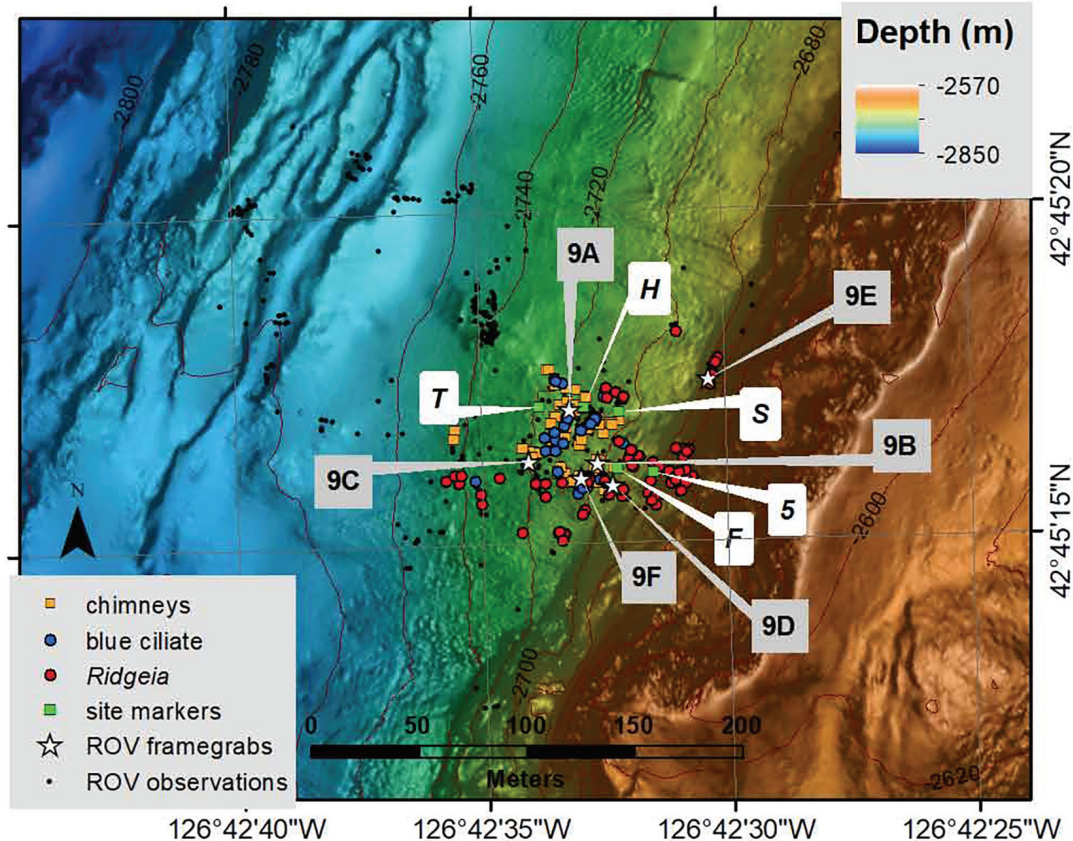 Depth (m)
-2570
-2850
2800
-2780
-2760
-2740
-2720
-2680
9A
H
9E
T
S
9B
9C
5
F
9F
9D
-2600
-2700
-2620
N
42°45'20"N
42°45'15"N
chimneys
blue ciliate
Ridgeia
site markers
ROV framegrabs
ROV observations
0 50 100 150 200
Meters
126°42'40"W 126°42'35"W 126°42'30"W 126°42'25"W